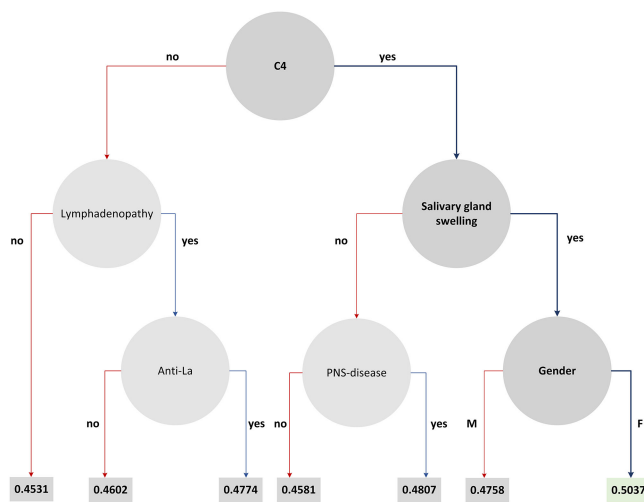 C4
no
yes
Lymphadenopathy
Salivary gland
swelling
no
yes
no
yes
Anti-La
PNS-disease
Gender
no
yes
no
yes
M
F
0.4531
0.4602
0.4774
0.4581
0.4807
0.4758
0.5037